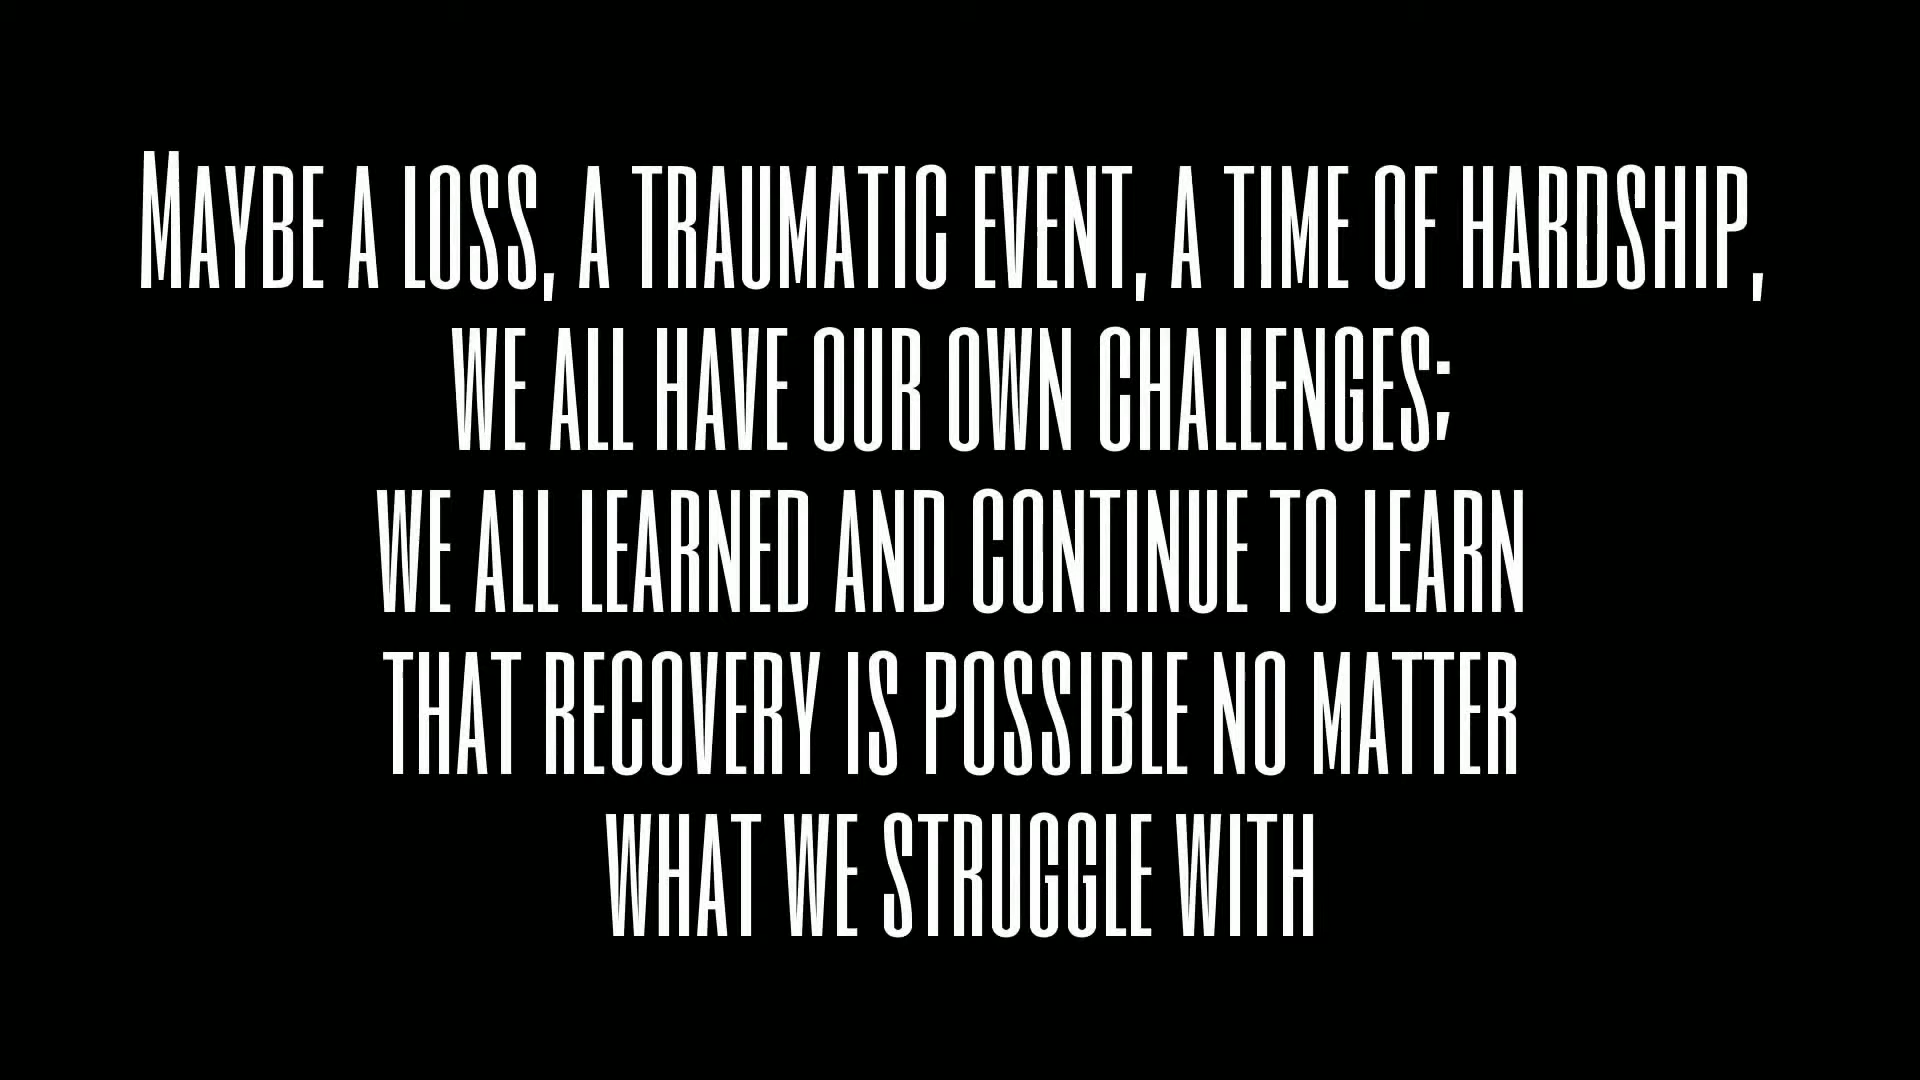 Maybe a loss, a traumatic event, a time of hardship,
we all have our own challenges;
we all learned and continue to learn
that recovery is possible no matter
what we struggle with